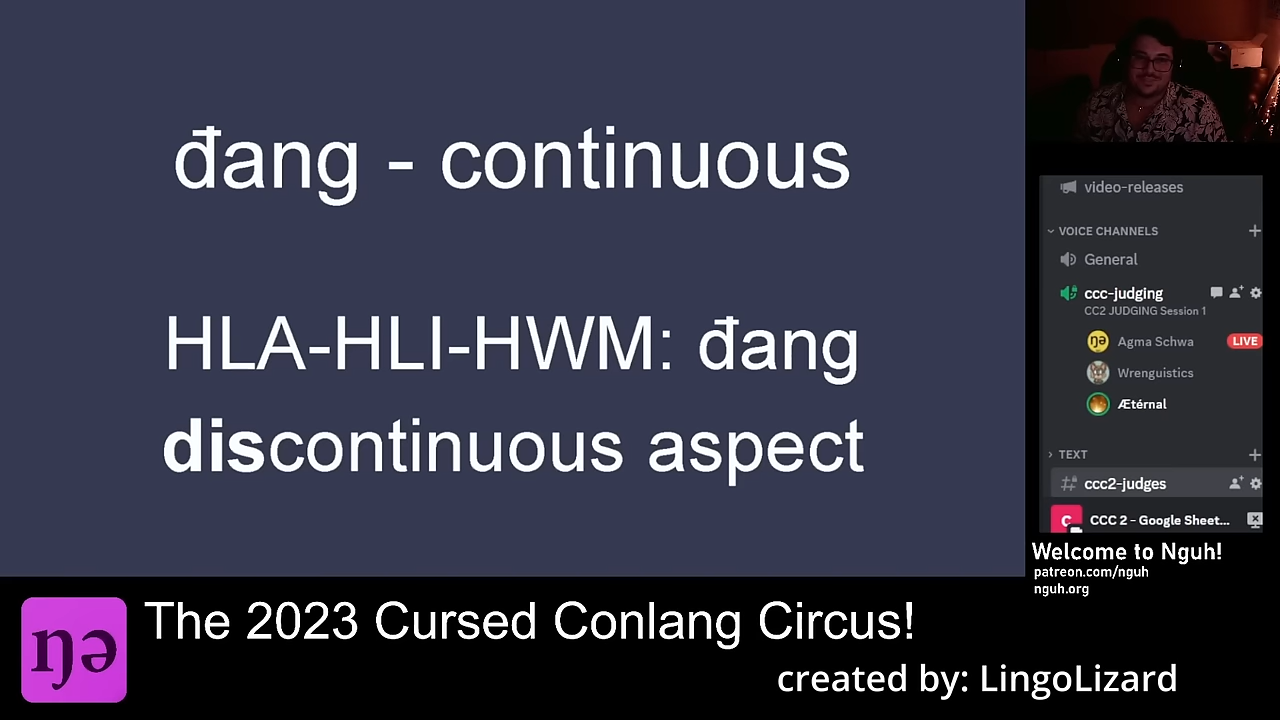 đang - continuous
HLA-HLI-HWM: đang
discontinuous aspect
video-releases
VOICE CHANNELS
General
ccc-judging
CC2 JUDGING Session 1
ŋə Agma Schwa LIVE
Wrenguistics
Ætérnal
TEXT
ccc2-judges
C CCC 2 - Google Sheet...
Welcome to Nguh!
patreon.com/nguh
nguh.org
ŋə
The 2023 Cursed Conlang Circus!
created by: LingoLizard